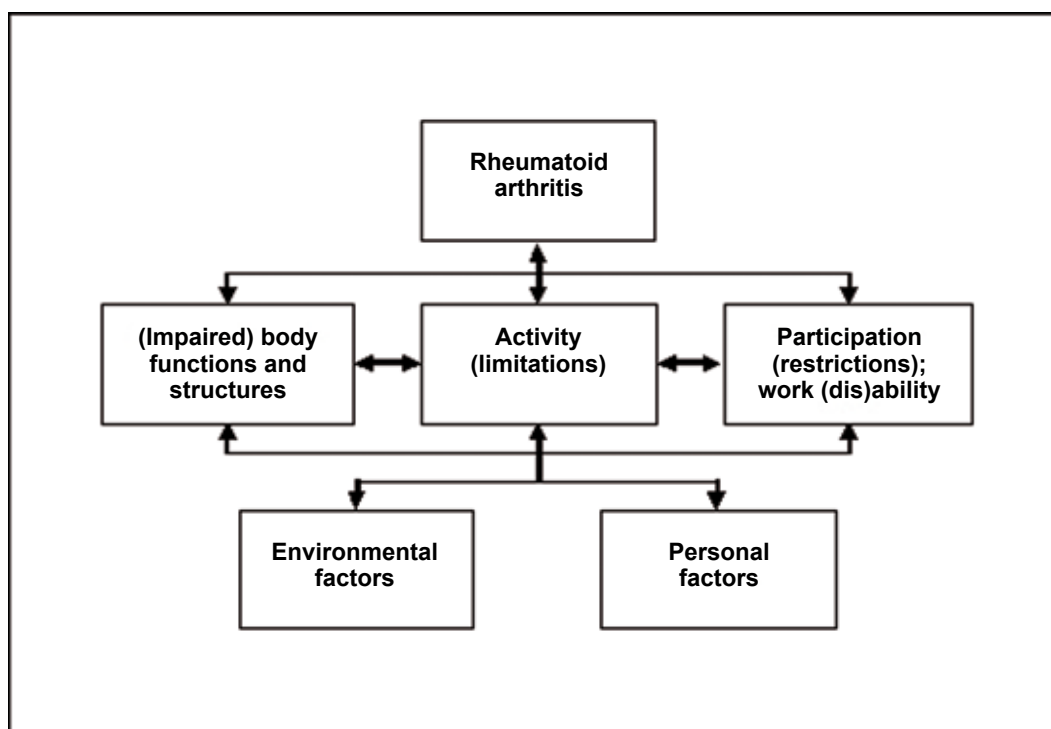 Rheumatoid
arthritis
(Impaired) body
functions and
structures
Activity
(limitations)
Participation
(restrictions);
work (dis)ability
Environmental
factors
Personal
factors